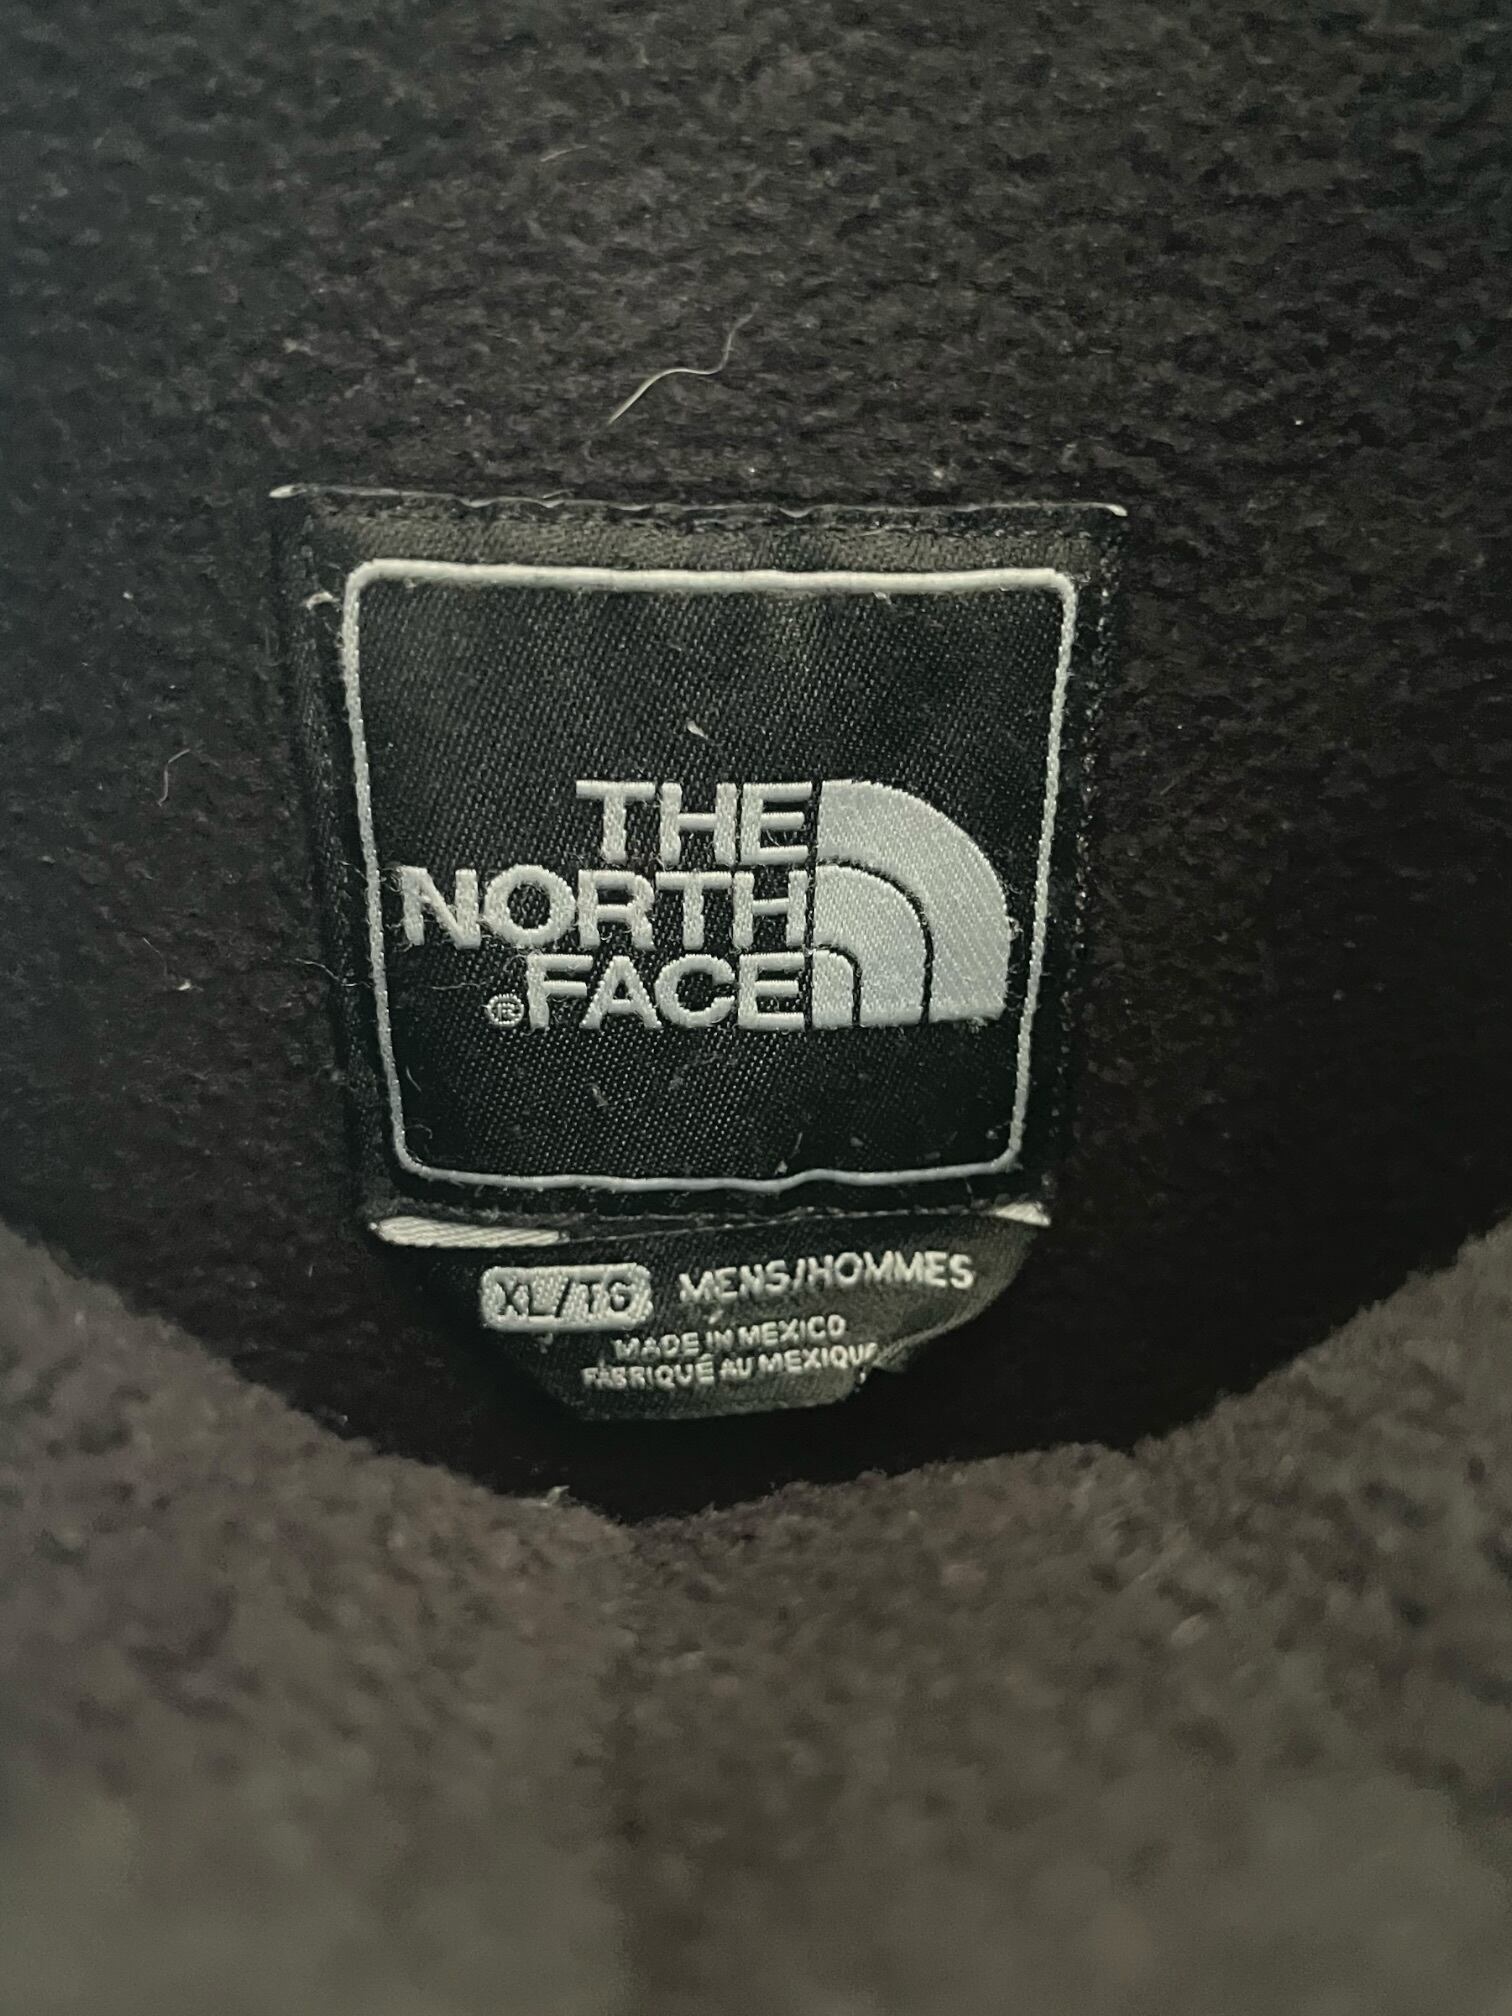 THE
NORTH
®FACE
XL/TG MENS/HOMMES
MADE IN MEXICO
FABRIQUÉ AU MEXIQUE